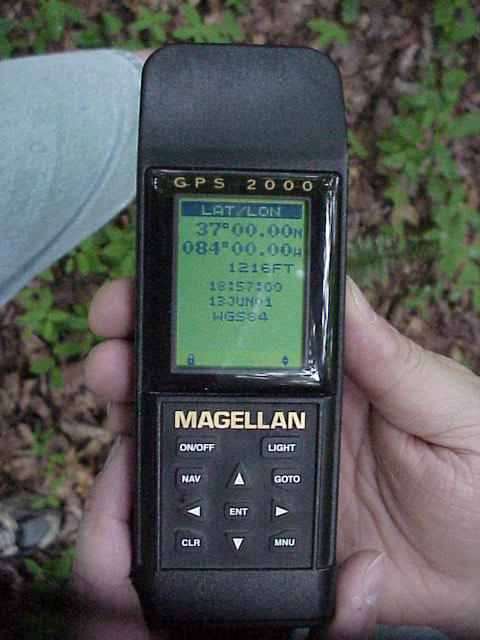 GPS 2000
LAT/LON
37°00.00N
084°00.00W
1216FT
18:57:00
13JUN01
WGS84
MAGELLAN
ON/OFF LIGHT
NAV GOTO
ENT
CLR MNU